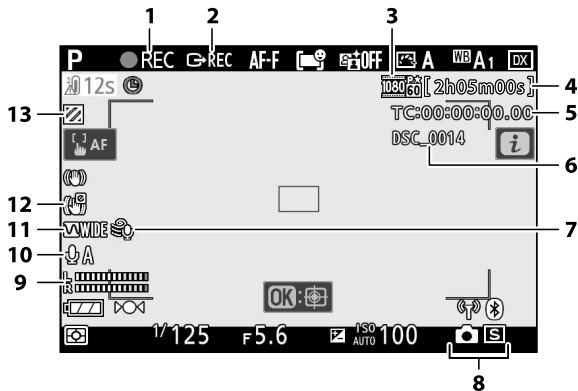 1 2 3
P REC REC AF-F OFF A WB A1 DX
12s 1080 P★ 60 [ 2h05m00s ] 4
13 TC:00:00:00.00 5
AF DSC_0014 i
6
12
11 WIDE 7
10 A
9 L
R OK:
1/125 F5.6 ISO AUTO 100 S
8